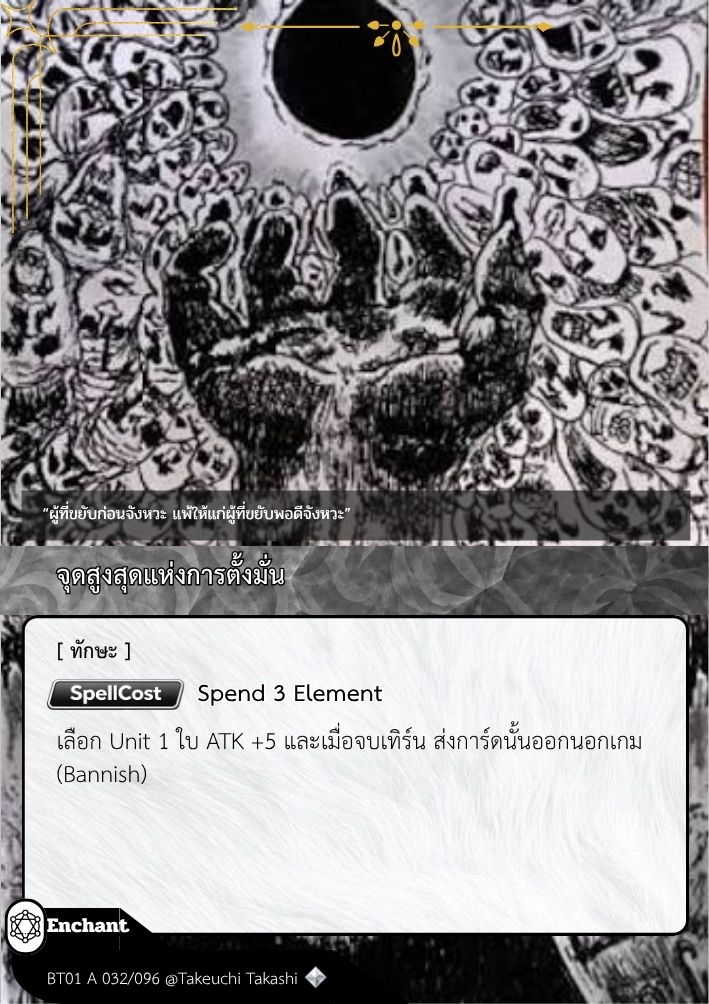 “ผู้ที่ขยับก่อนจังหวะ แพ้ให้แก่ผู้ที่ขยับพอดีจังหวะ”
จุดสูงสุดแห่งการตั้งมั่น
[ ทักษะ ]
SpellCost Spend 3 Element
เลือก Unit 1 ใบ ATK +5 และเมื่อจบเทิร์น ส่งการ์ดนั้นออกนอกเกม
(Bannish)
Enchant
BT01 A 032/096 @Takeuchi Takashi